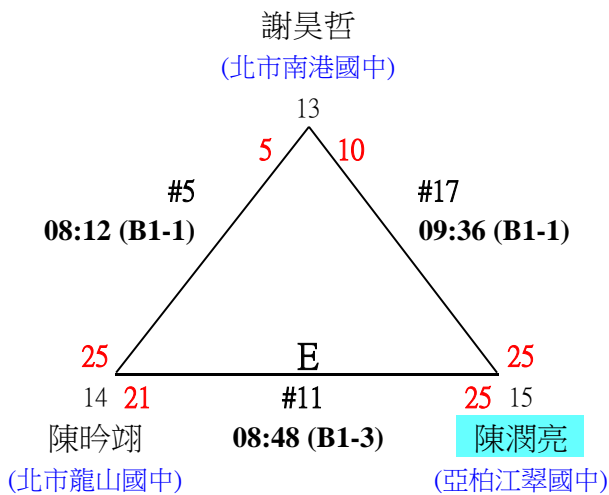 謝昊哲
(北市南港國中)
13
5 10
#5 #17
08:12 (B1-1) 09:36 (B1-1)
25 E 25
14 21 #11 25 15
陳昑翊 08:48 (B1-3) 陳潤亮
(北市龍山國中) (亞柏江翠國中)